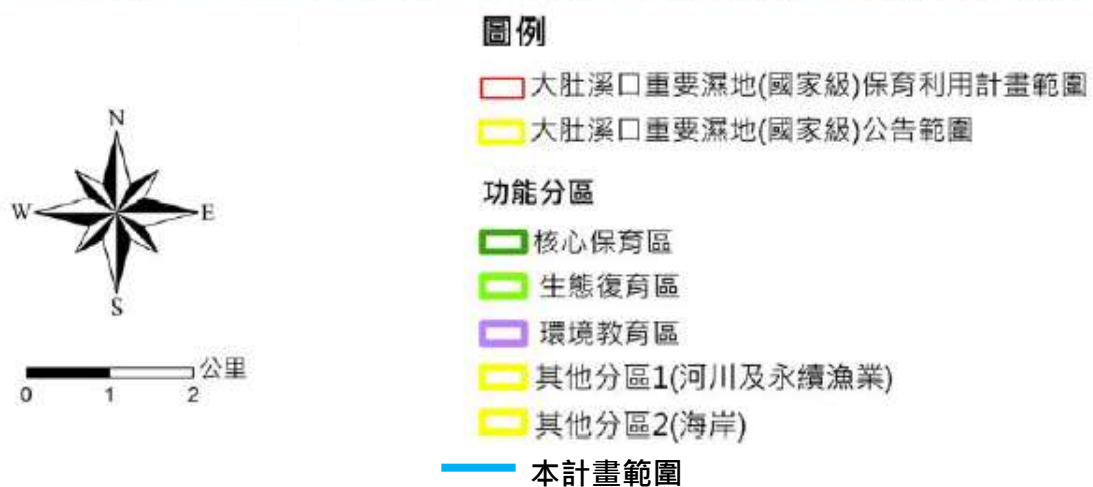 圖例
大肚溪口重要濕地(國家級)保育利用計畫範圍
大肚溪口重要濕地(國家級)公告範圍
N
W
E
S
功能分區
核心保育區
生態復育區
環境教育區
0 1 2 公里
其他分區1(河川及永續漁業)
其他分區2(海岸)
本計畫範圍